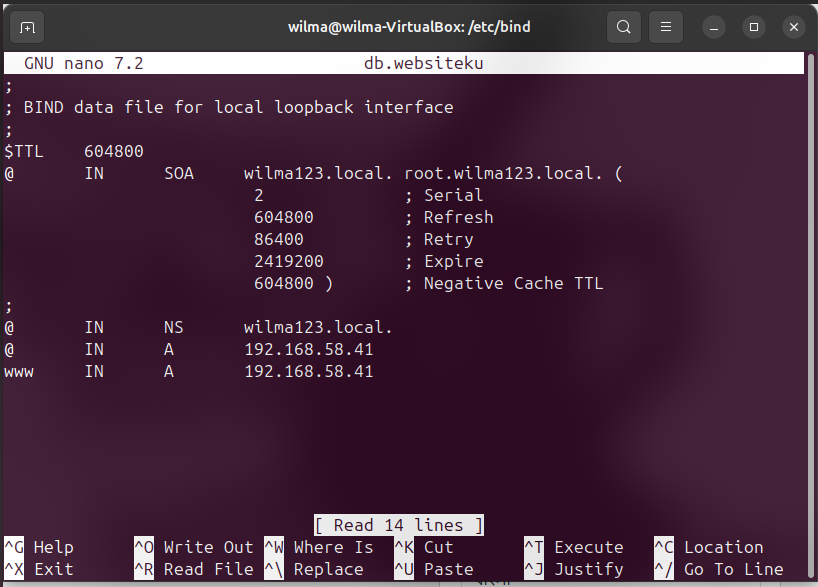 wilma@wilma-VirtualBox: /etc/bind
GNU nano 7.2 db.websiteku
;
; BIND data file for local loopback interface
;
$TTL 604800
@ IN SOA wilma123.local. root.wilma123.local. (
2 ; Serial
604800 ; Refresh
86400 ; Retry
2419200 ; Expire
604800 ) ; Negative Cache TTL
;
@ IN NS wilma123.local.
@ IN A 192.168.58.41
www IN A 192.168.58.41
[ Read 14 lines ]
^G Help ^O Write Out ^W Where Is ^K Cut ^T Execute ^C Location
^X Exit ^R Read File ^\ Replace ^U Paste ^J Justify ^/ Go To Line